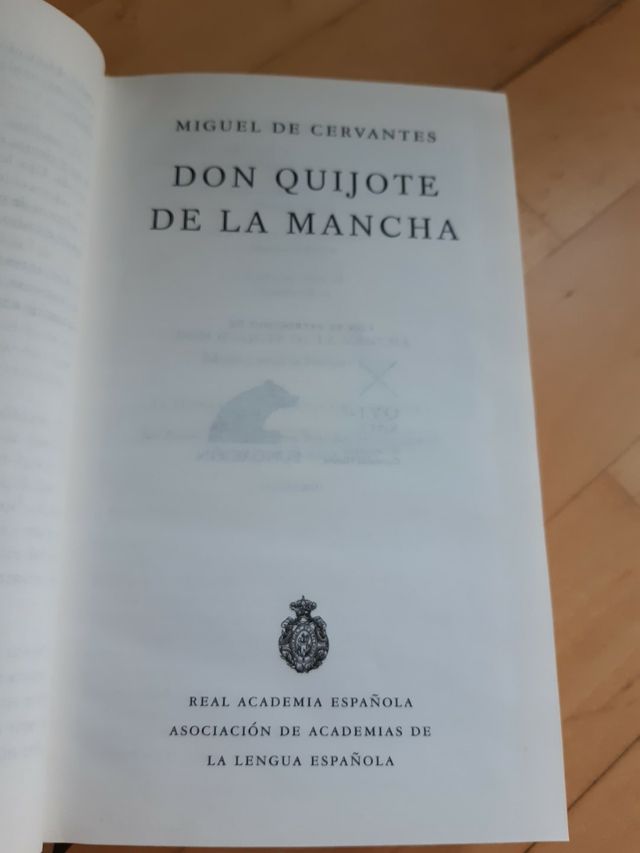 MIGUEL DE CERVANTES
DON QUIJOTE
DE LA MANCHA
REAL ACADEMIA ESPAÑOLA
ASOCIACIÓN DE ACADEMIAS DE
LA LENGUA ESPAÑOLA